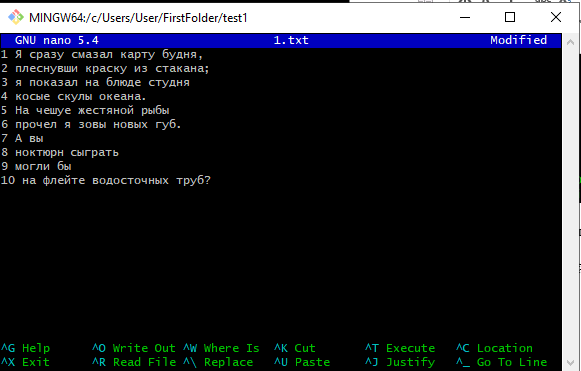 MINGW64:/c/Users/User/FirstFolder/test1
GNU nano 5.4 1.txt Modified
1 Я сразу смазал карту будня,
2 плеснувши краску из стакана;
3 я показал на блюде студня
4 косые скулы океана.
5 На чешуе жестяной рыбы
6 прочел я зовы новых губ.
7 А вы
8 ноктюрн сыграть
9 могли бы
10 на флейте водосточных труб?
^G Help ^O Write Out ^W Where Is ^K Cut ^T Execute ^C Location
^X Exit ^R Read File ^\ Replace ^U Paste ^J Justify ^_ Go To Line